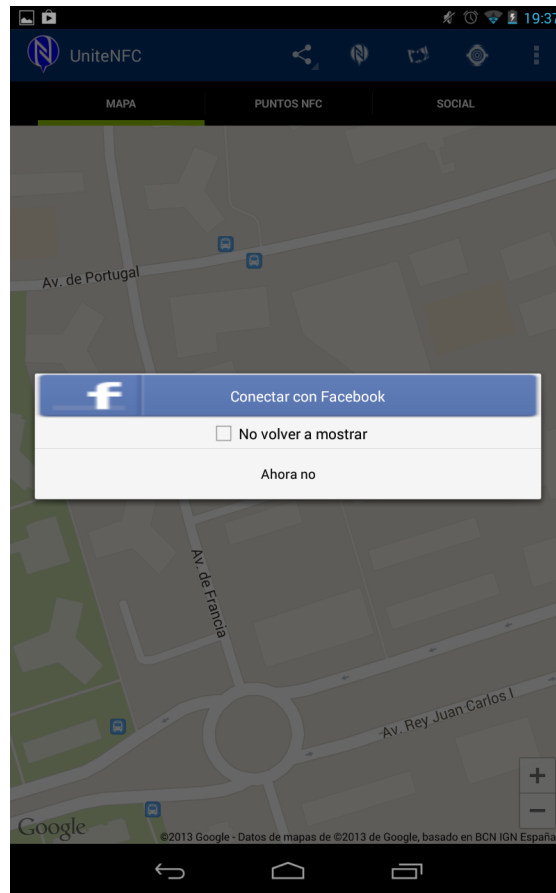 19:37
UniteNFC
MAPA
PUNTOS NFC
SOCIAL
Av. de Portugal
f
Conectar con Facebook
No volver a mostrar
Ahora no
Av. de Francia
Av. Rey Juan Carlos I
+
−
Google
©2013 Google - Datos de mapas de ©2013 de Google, basado en BCN IGN España